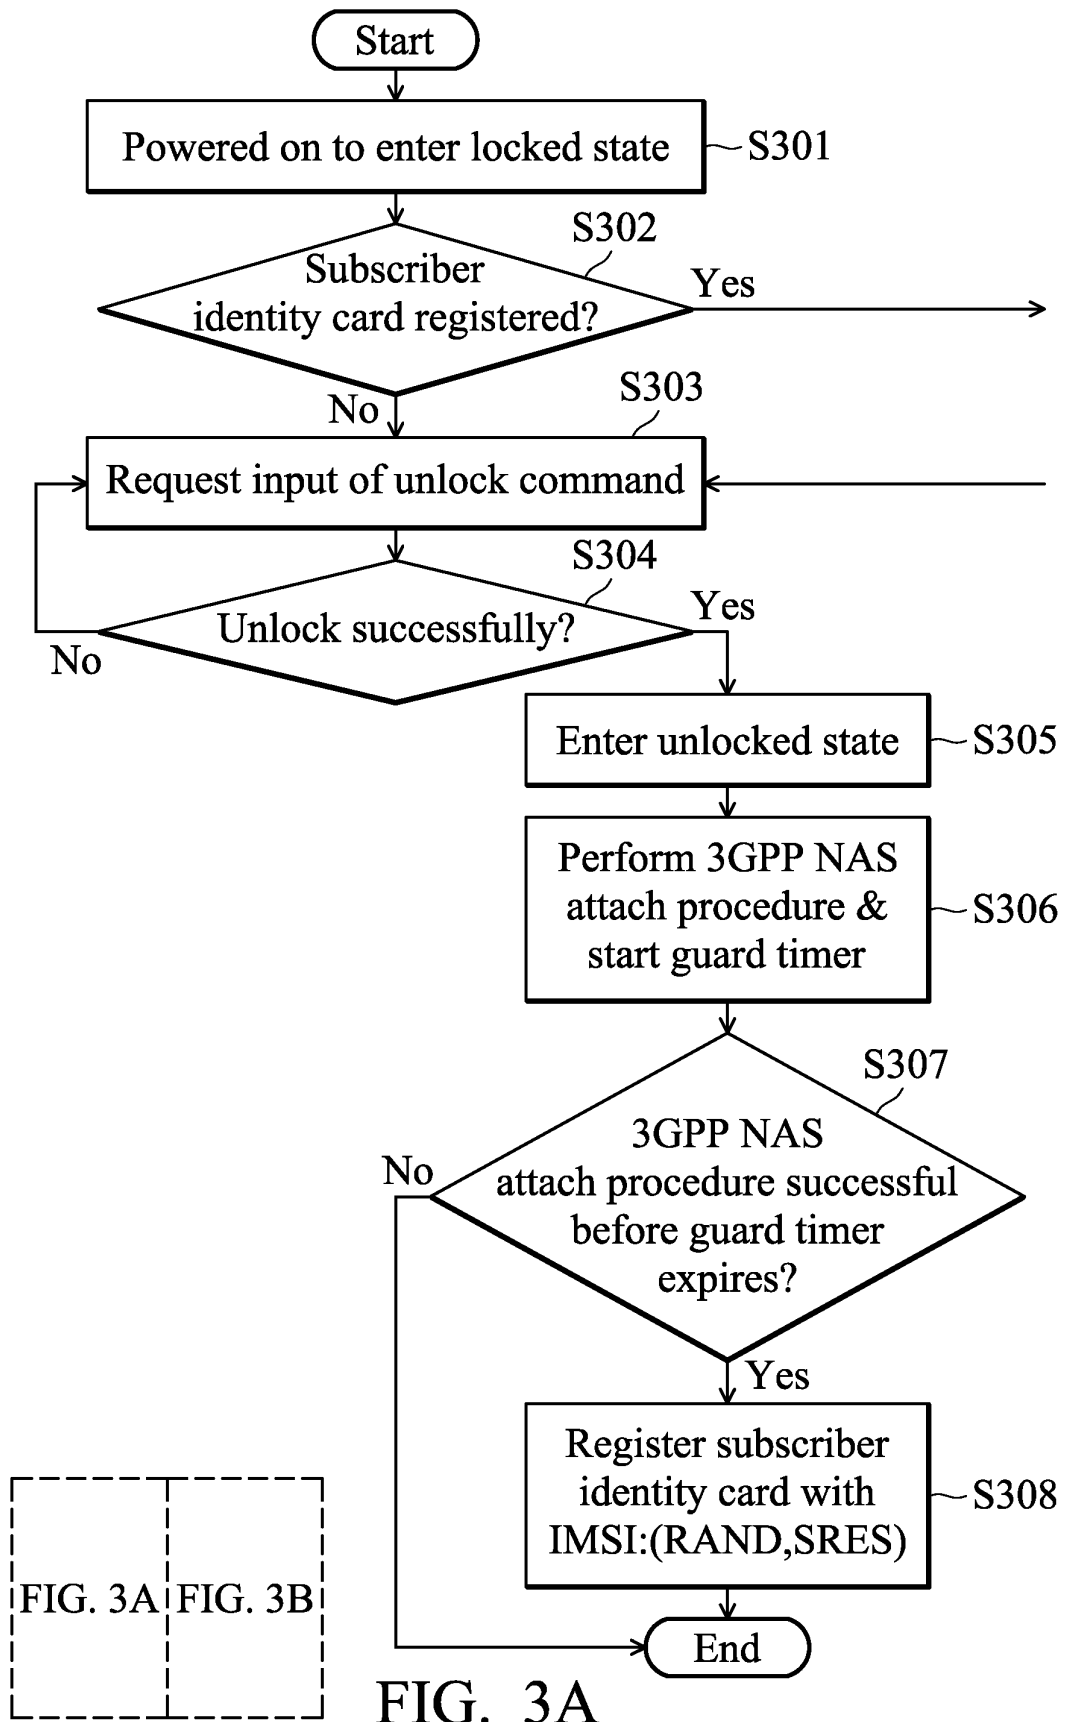 Start
Powered on to enter locked state
S301
S302
Subscriber
identity card registered?
Yes
No
S303
Request input of unlock command
S304
Unlock successfully?
Yes
No
Enter unlocked state
S305
Perform 3GPP NAS
attach procedure &
start guard timer
S306
S307
3GPP NAS
attach procedure successful
before guard timer
expires?
No
Yes
Register subscriber
identity card with
IMSI:(RAND,SRES)
S308
End
FIG. 3A
FIG. 3B
FIG. 3A